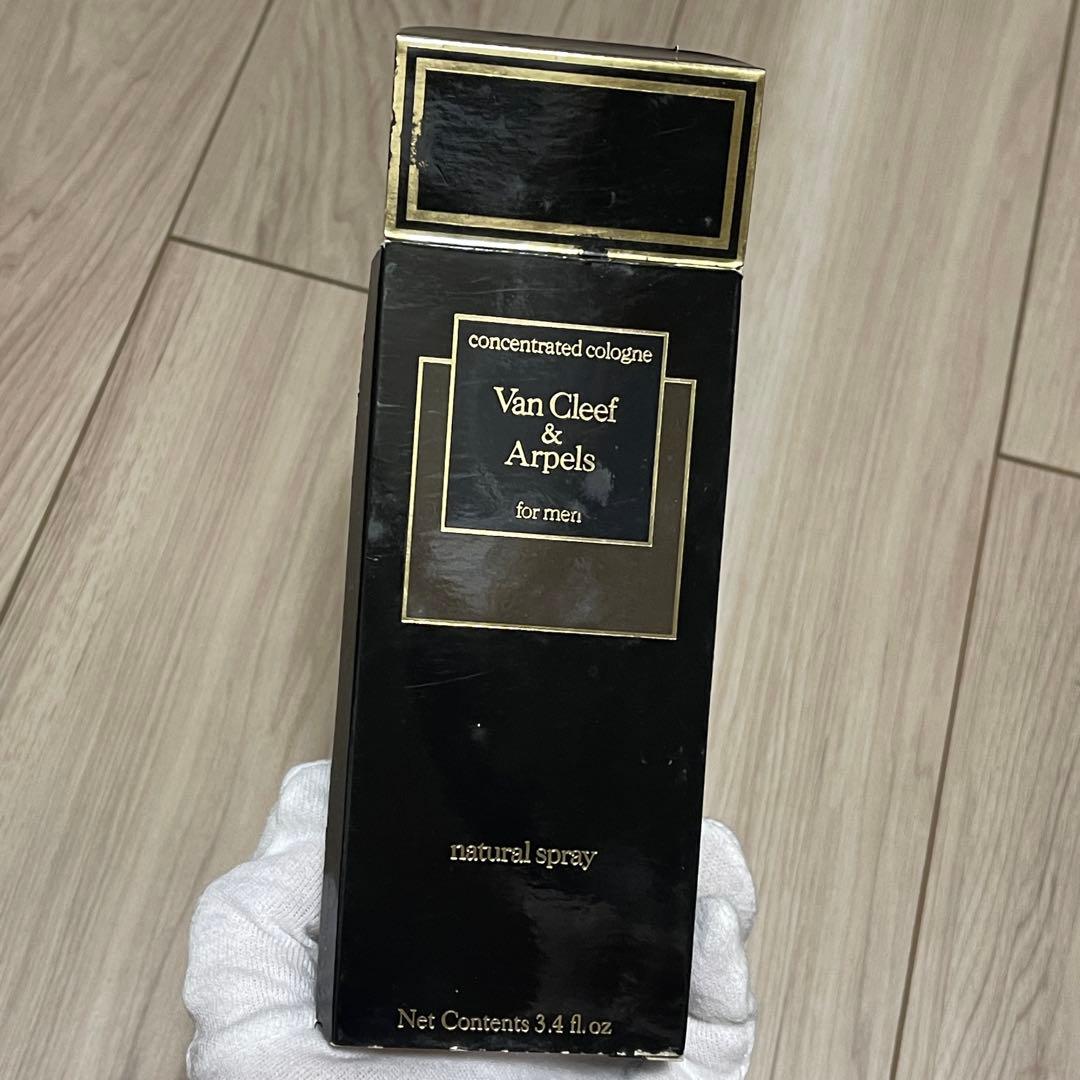 concentrated cologne
Van Cleef
&
Arpels
for men
natural spray
Net Contents 3.4 fl. oz